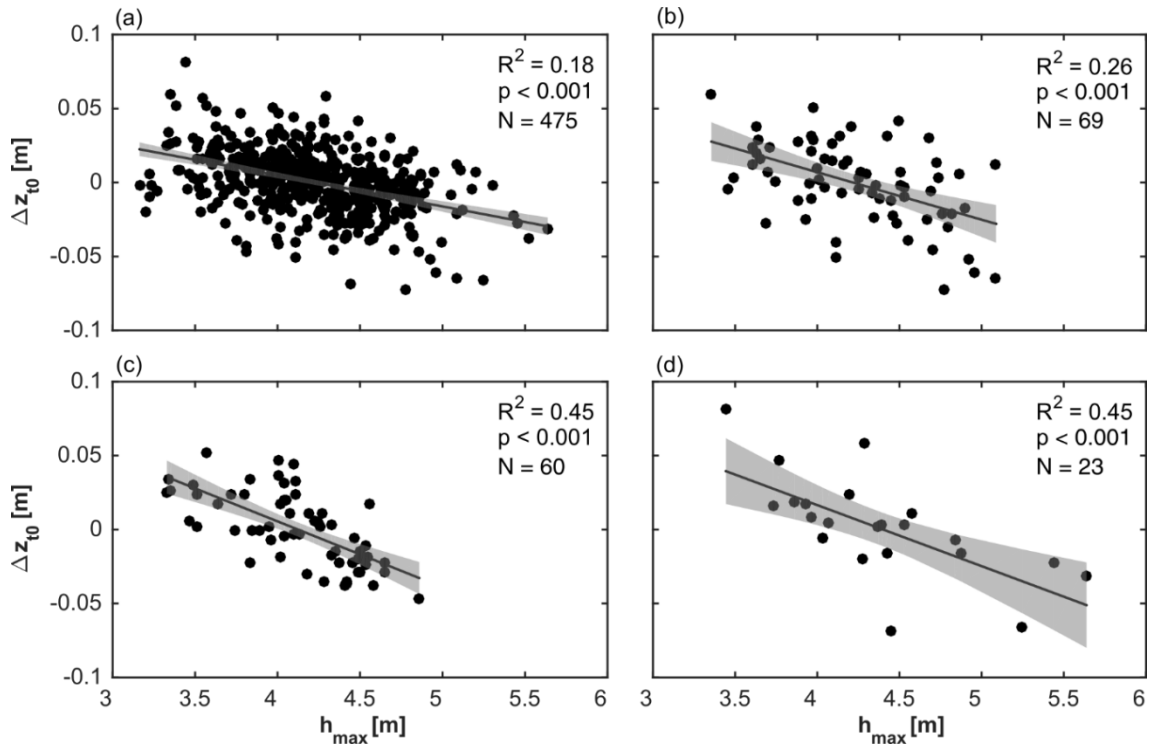 (a)
0.1
0.05
0
-0.05
-0.1
Δz_t0 [m]
R² = 0.18
p < 0.001
N = 475
(b)
R² = 0.26
p < 0.001
N = 69
(c)
0.1
0.05
0
-0.05
-0.1
Δz_t0 [m]
R² = 0.45
p < 0.001
N = 60
3 3.5 4 4.5 5 5.5 6
h_max [m]
(d)
R² = 0.45
p < 0.001
N = 23
3 3.5 4 4.5 5 5.5 6
h_max [m]